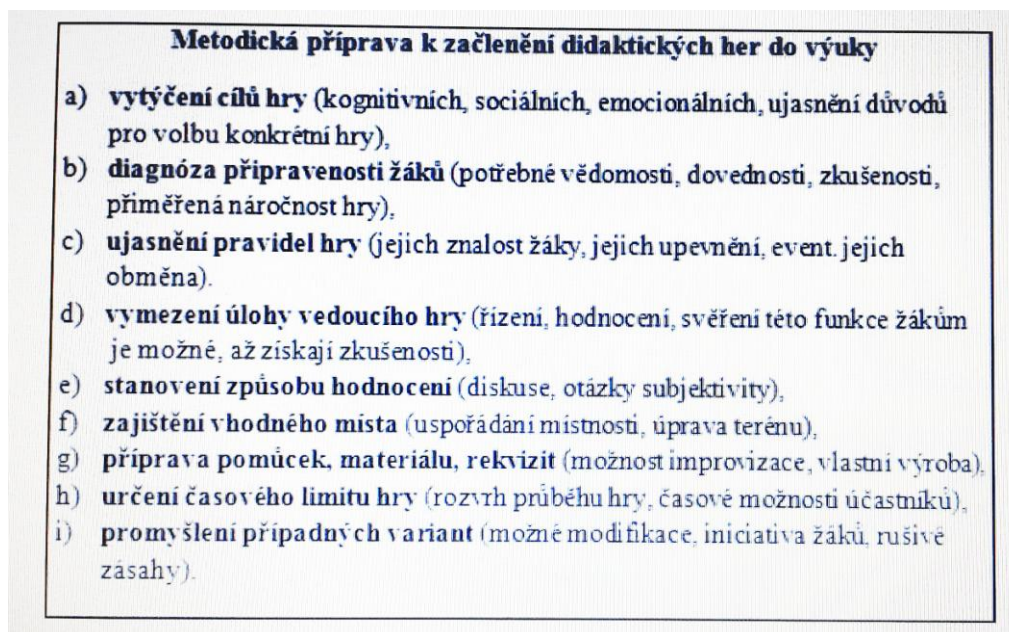 Metodická příprava k začlenění didaktických her do výuky
a) vytýčení cílů hry (kognitivních, sociálních, emocionálních, ujasnění důvodů
pro volbu konkrétní hry),
b) diagnóza připravenosti žáků (potřebné vědomosti, dovednosti, zkušenosti,
přiměřená náročnost hry),
c) ujasnění pravidel hry (jejich znalost žáky, jejich upevnění, event. jejich
obměna).
d) vymezení úlohy vedoucího hry (řízení, hodnocení, svěření této funkce žákům
je možné, až získají zkušenosti),
e) stanovení způsobu hodnocení (diskuse, otázky subjektivity),
f) zajištění vhodného místa (uspořádání místnosti, úprava terénu),
g) příprava pomůcek, materiálu, rekvizit (možnost improvizace, vlastní výroba),
h) určení časového limitu hry (rozvrh průběhu hry, časové možnosti účastníků),
i) promyšlení případných variant (možné modifikace, iniciativa žáků, rušivé
zásahy).